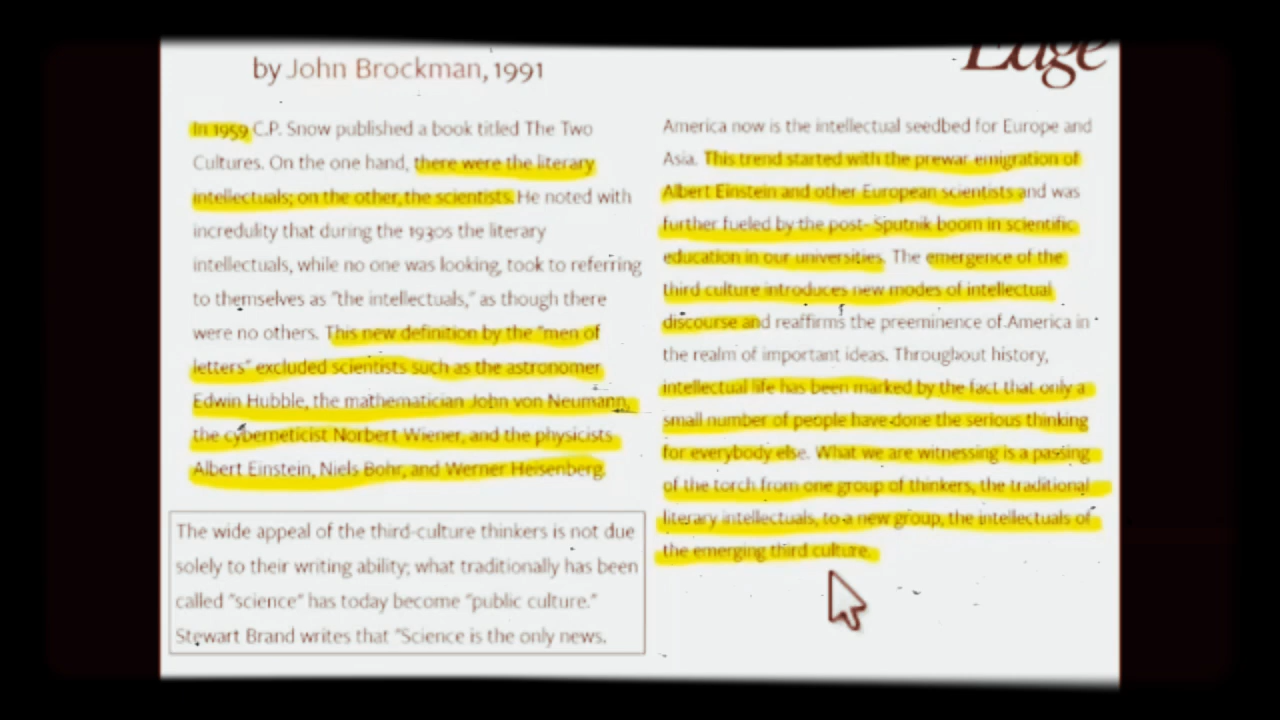 by John Brockman, 1991
Edge
In 1959 C.P. Snow published a book titled The Two
Cultures. On the one hand, there were the literary
intellectuals; on the other, the scientists. He noted with
incredulity that during the 1930s the literary
intellectuals, while no one was looking, took to referring
to themselves as "the intellectuals," as though there
were no others. This new definition by the "men of
letters" excluded scientists such as the astronomer
Edwin Hubble, the mathematician John von Neumann,
the cyberneticist Norbert Wiener, and the physicists
Albert Einstein, Niels Bohr, and Werner Heisenberg.
The wide appeal of the third-culture thinkers is not due
solely to their writing ability; what traditionally has been
called "science" has today become "public culture."
Stewart Brand writes that "Science is the only news.
America now is the intellectual seedbed for Europe and
Asia. This trend started with the prewar emigration of
Albert Einstein and other European scientists and was
further fueled by the post- Sputnik boom in scientific
education in our universities. The emergence of the
third culture introduces new modes of intellectual
discourse and reaffirms the preeminence of America in
the realm of important ideas. Throughout history,
intellectual life has been marked by the fact that only a
small number of people have done the serious thinking
for everybody else. What we are witnessing is a passing
of the torch from one group of thinkers, the traditional
literary intellectuals, to a new group, the intellectuals of
the emerging third culture.